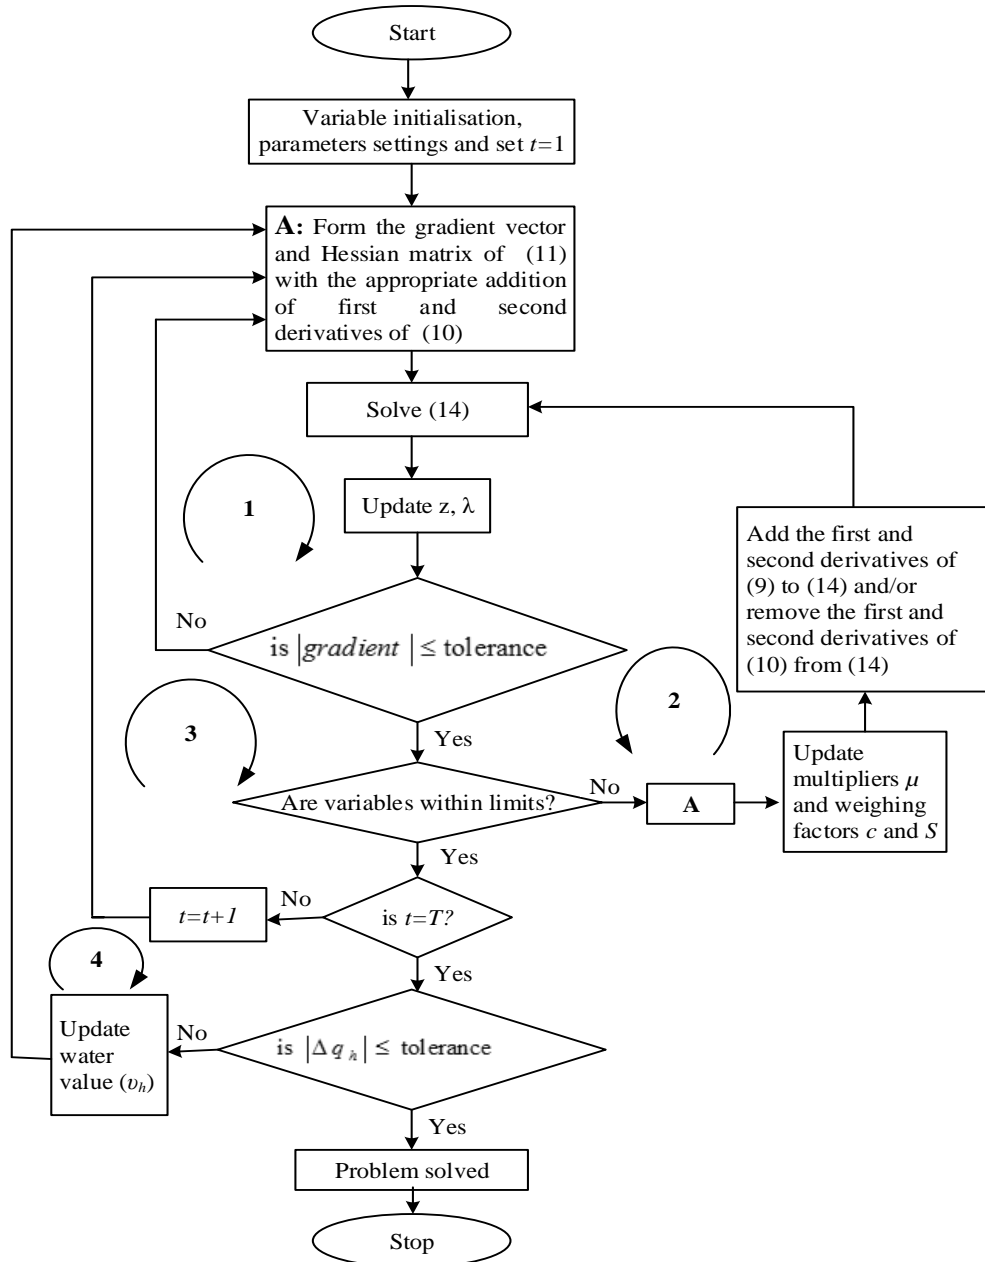 Start
Variable initialisation,
parameters settings and set t=1
A: Form the gradient vector
and Hessian matrix of (11)
with the appropriate addition
of first and second
derivatives of (10)
Solve (14)
1
Update z, λ
Add the first and
second derivatives of
(9) to (14) and/or
remove the first and
second derivatives of
(10) from (14)
No
is |gradient| ≤ tolerance
2
3
Yes
Update
multipliers μ
and weighing
factors c and S
No
Are variables within limits?
A
Yes
No
t=t+1
is t=T?
4
Yes
Update
water
value (υh)
No
is |Δ q h| ≤ tolerance
Yes
Problem solved
Stop